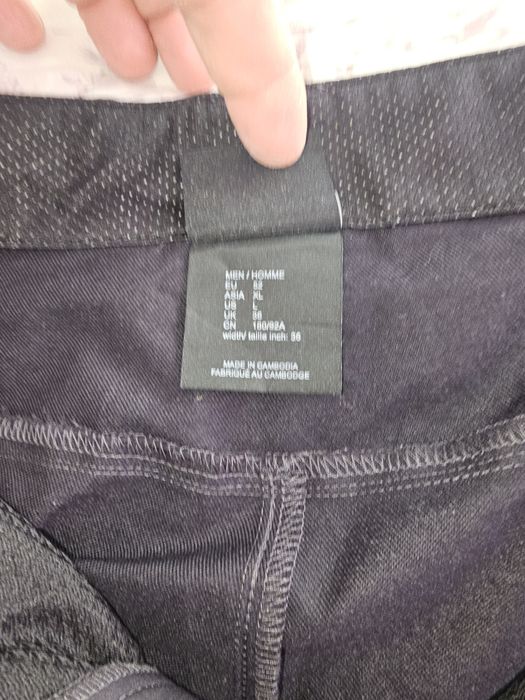 MEN / HOMME
EU 52
ASIA XL
US L
UK 36
CN 180/92A
width/ taille inch: 36
MADE IN CAMBODIA
FABRIQUÉ AU CAMBODGE